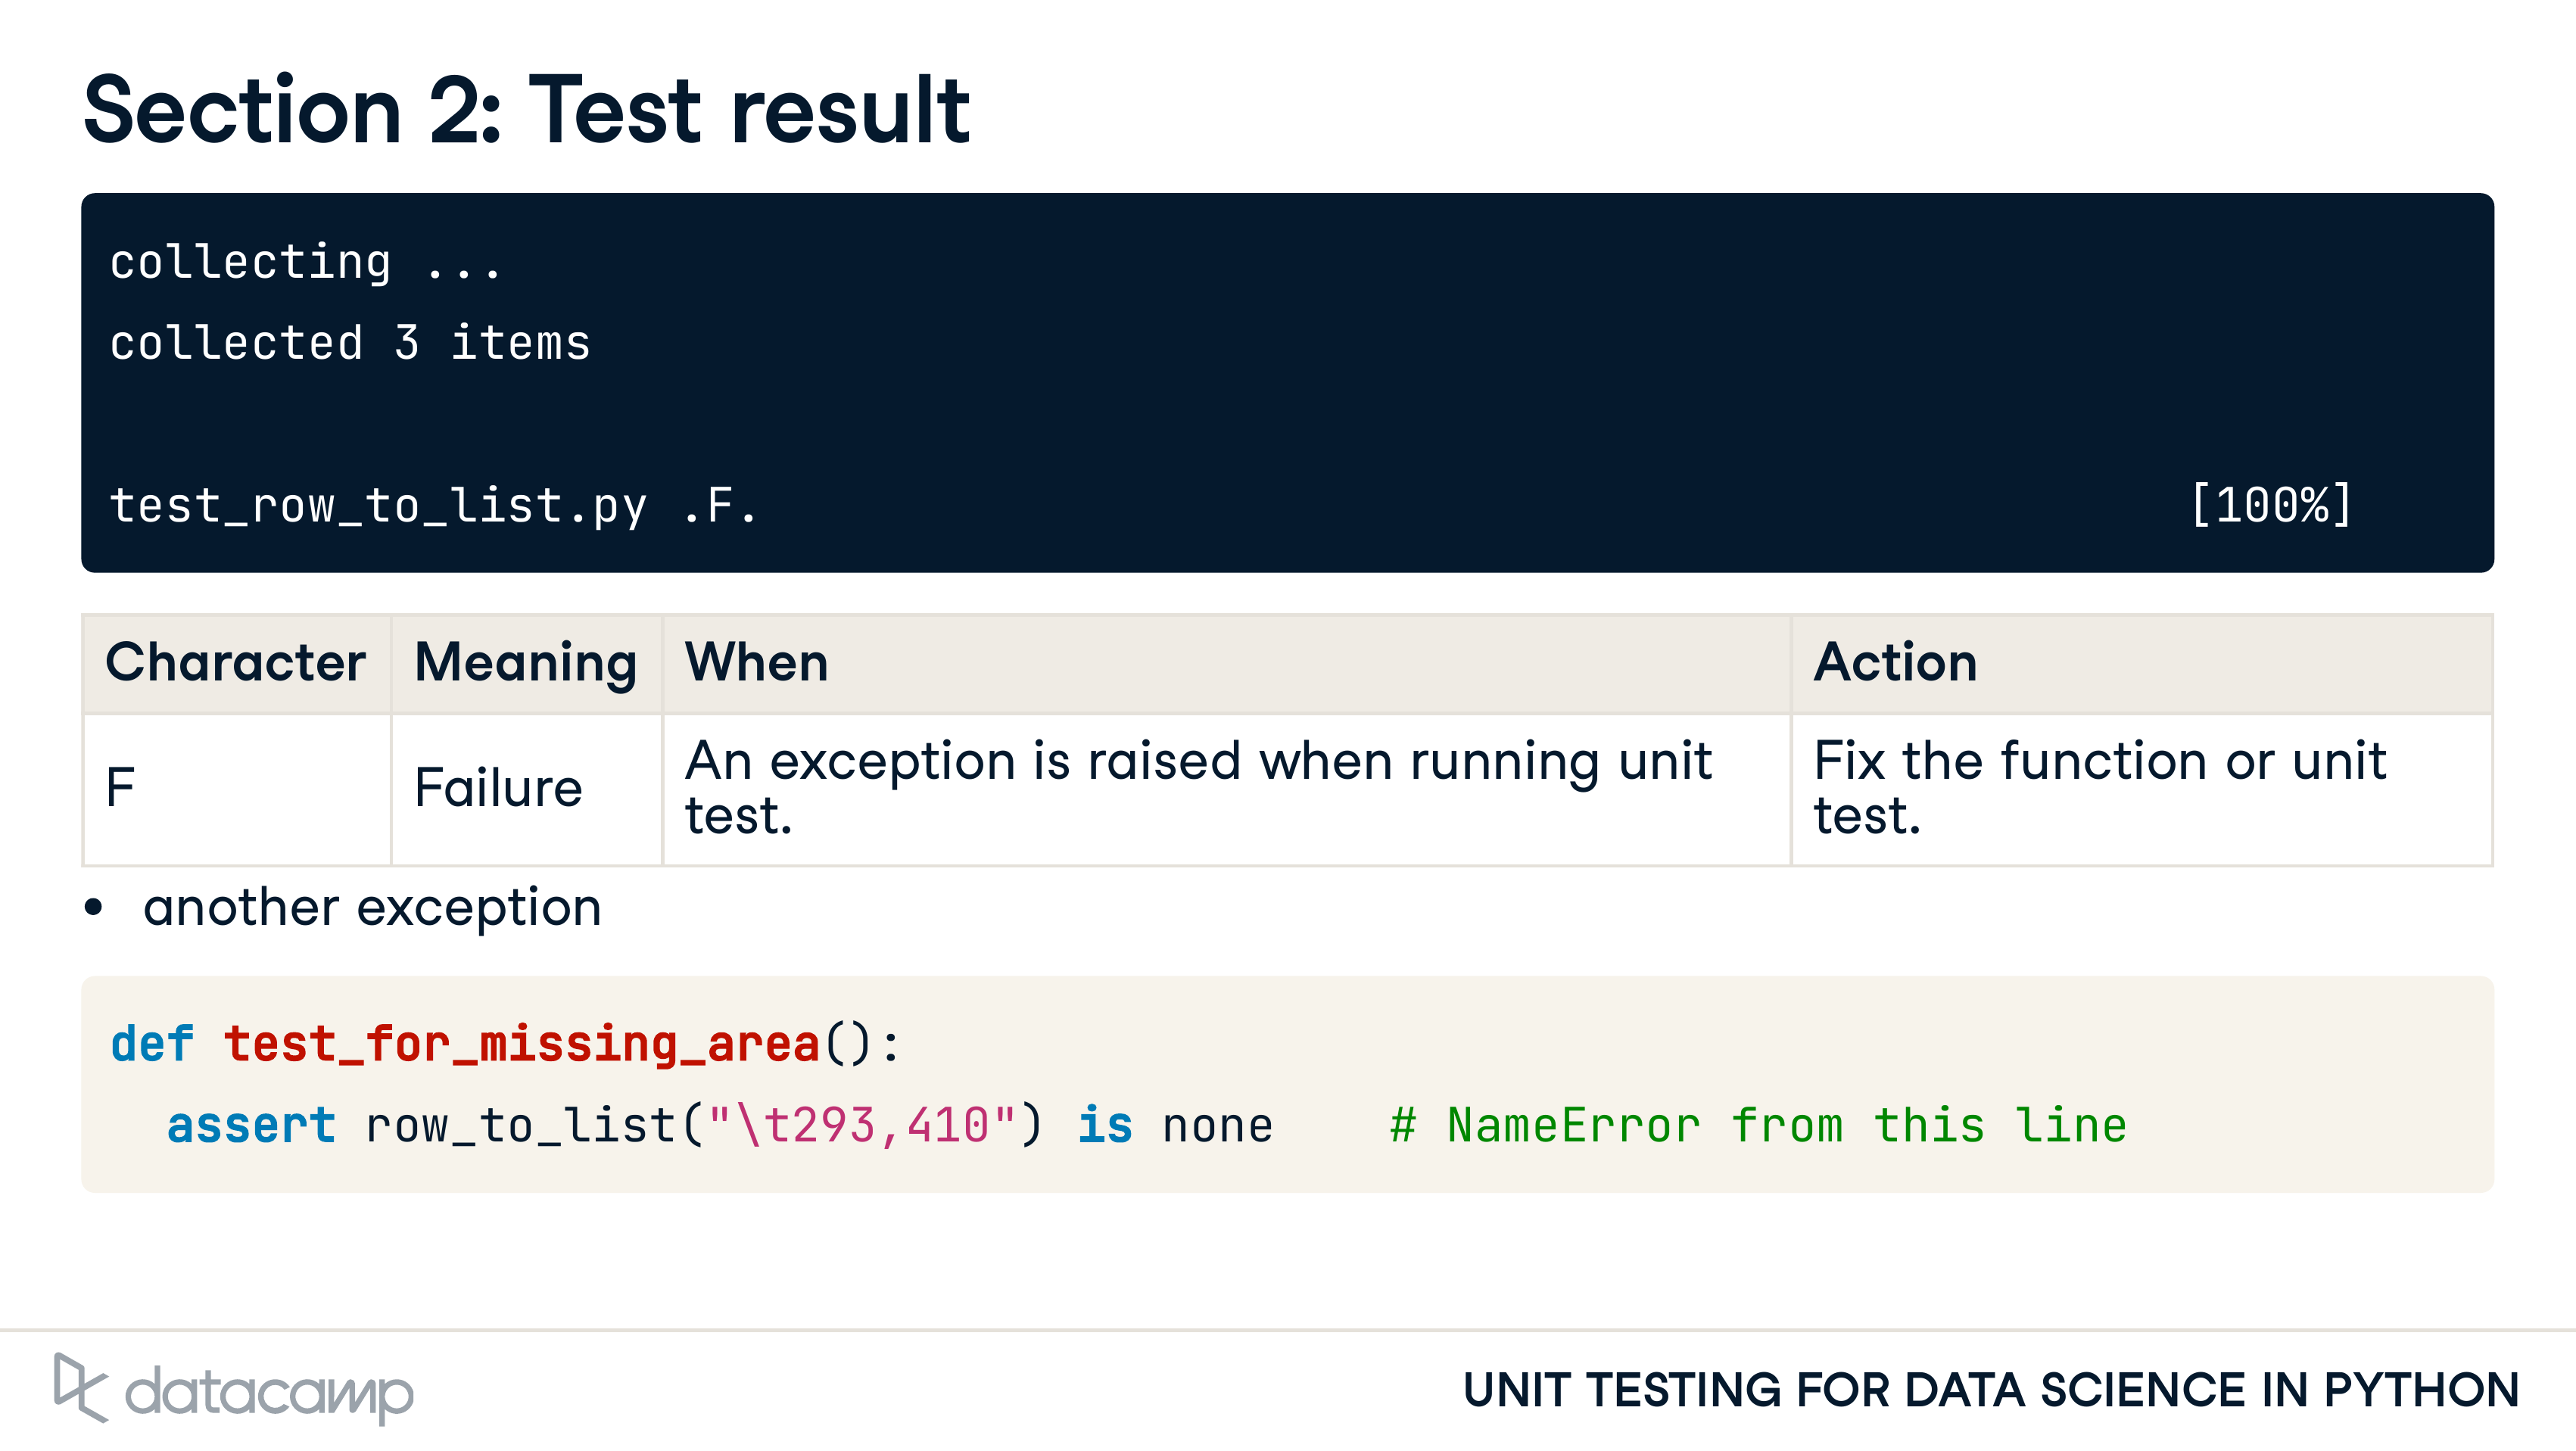 Section 2: Test result
collecting ...
collected 3 items
test_row_to_list.py .F. [100%]
Character Meaning When Action
F Failure An exception is raised when running unit test. Fix the function or unit test.
• another exception
def test_for_missing_area():
  assert row_to_list("\t293,410") is none    # NameError from this line
datacamp
UNIT TESTING FOR DATA SCIENCE IN PYTHON